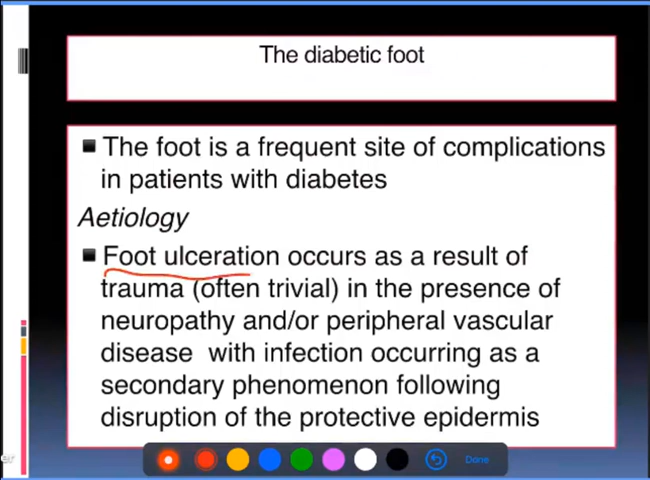 The diabetic foot
The foot is a frequent site of complications
in patients with diabetes
Aetiology
Foot ulceration occurs as a result of
trauma (often trivial) in the presence of
neuropathy and/or peripheral vascular
disease with infection occurring as a
secondary phenomenon following
disruption of the protective epidermis
er
Done